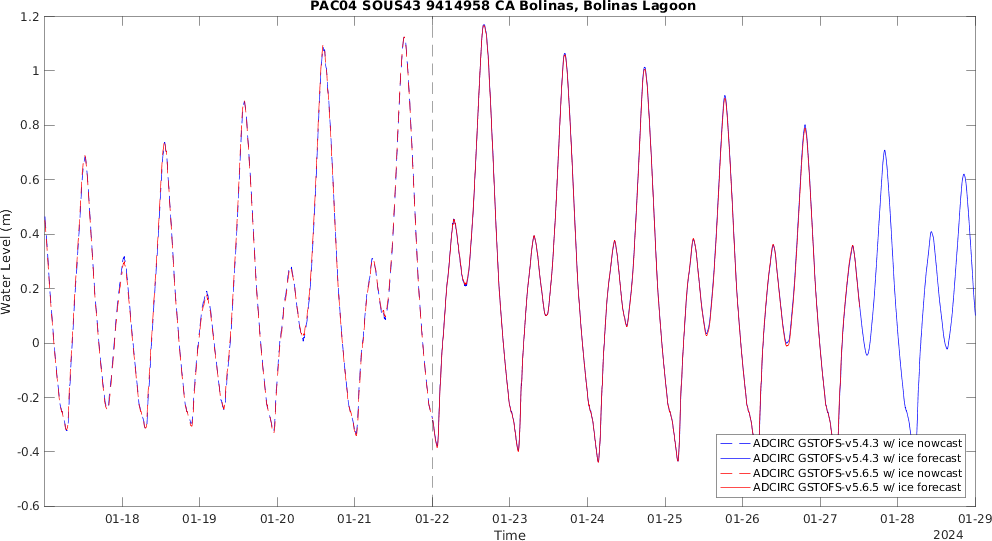 PAC04 SOUS43 9414958 CA Bolinas, Bolinas Lagoon
1.2
1
0.8
0.6
0.4
0.2
0
-0.2
-0.4
-0.6
Water Level (m)
ADCIRC GSTOFS-v5.4.3 w/ ice nowcast
ADCIRC GSTOFS-v5.4.3 w/ ice forecast
ADCIRC GSTOFS-v5.6.5 w/ ice nowcast
ADCIRC GSTOFS-v5.6.5 w/ ice forecast
01-18 01-19 01-20 01-21 01-22 01-23 01-24 01-25 01-26 01-27 01-28 01-29
Time
2024